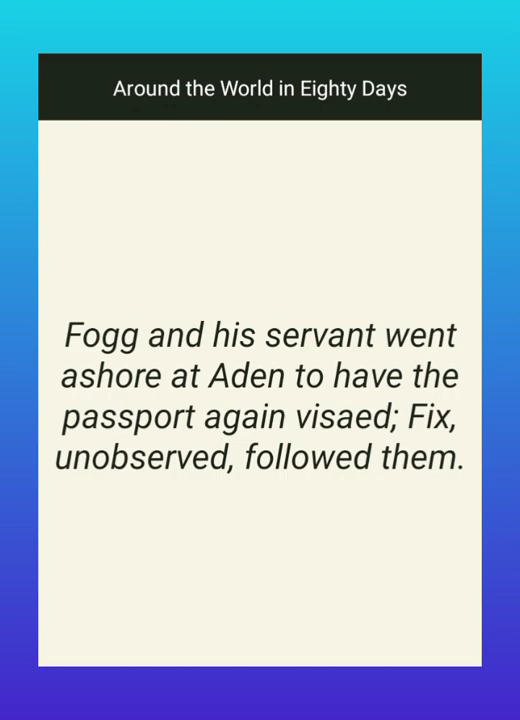 Around the World in Eighty Days
Fogg and his servant went
ashore at Aden to have the
passport again visaed; Fix,
unobserved, followed them.